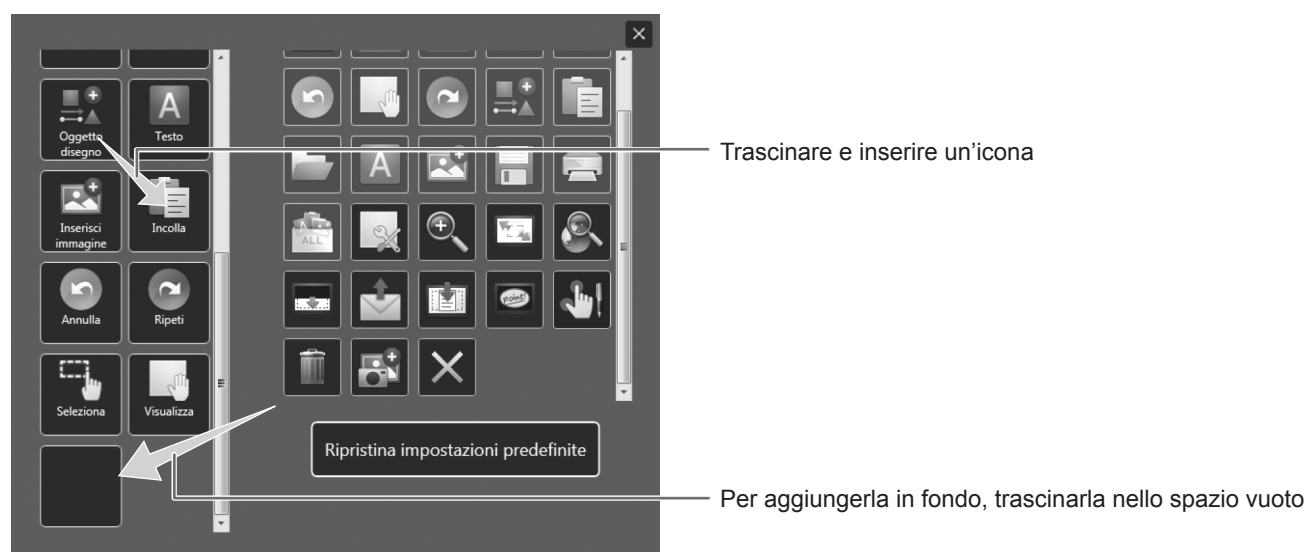 Oggetto
disegno
Testo
Inserisci
immagine
Incolla
Annulla
Ripeti
Seleziona
Visualizza
A
A
ALL
point!
Ripristina impostazioni predefinite
Trascinare e inserire un'icona
Per aggiungerla in fondo, trascinarla nello spazio vuoto